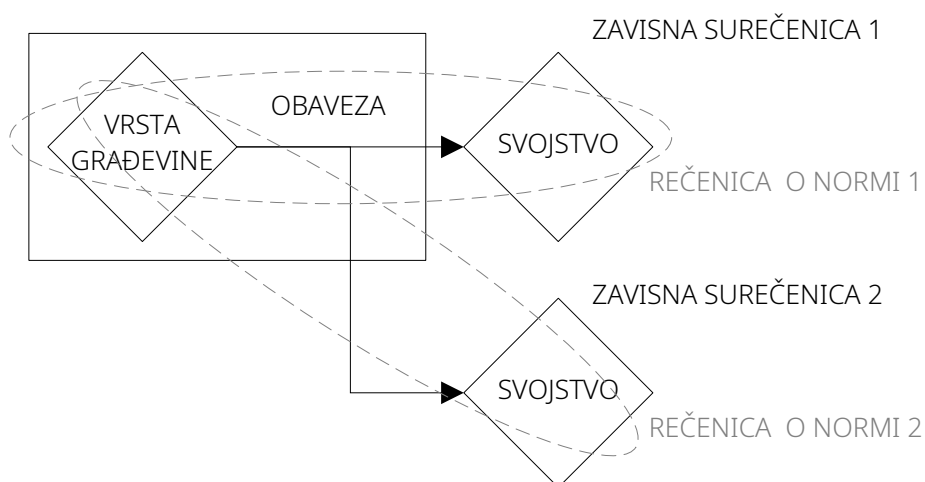 ZAVISNA SUREČENICA 1
OBAVEZA
VRSTA
GRAĐEVINE
SVOJSTVO
REČENICA O NORMI 1
ZAVISNA SUREČENICA 2
SVOJSTVO
REČENICA O NORMI 2